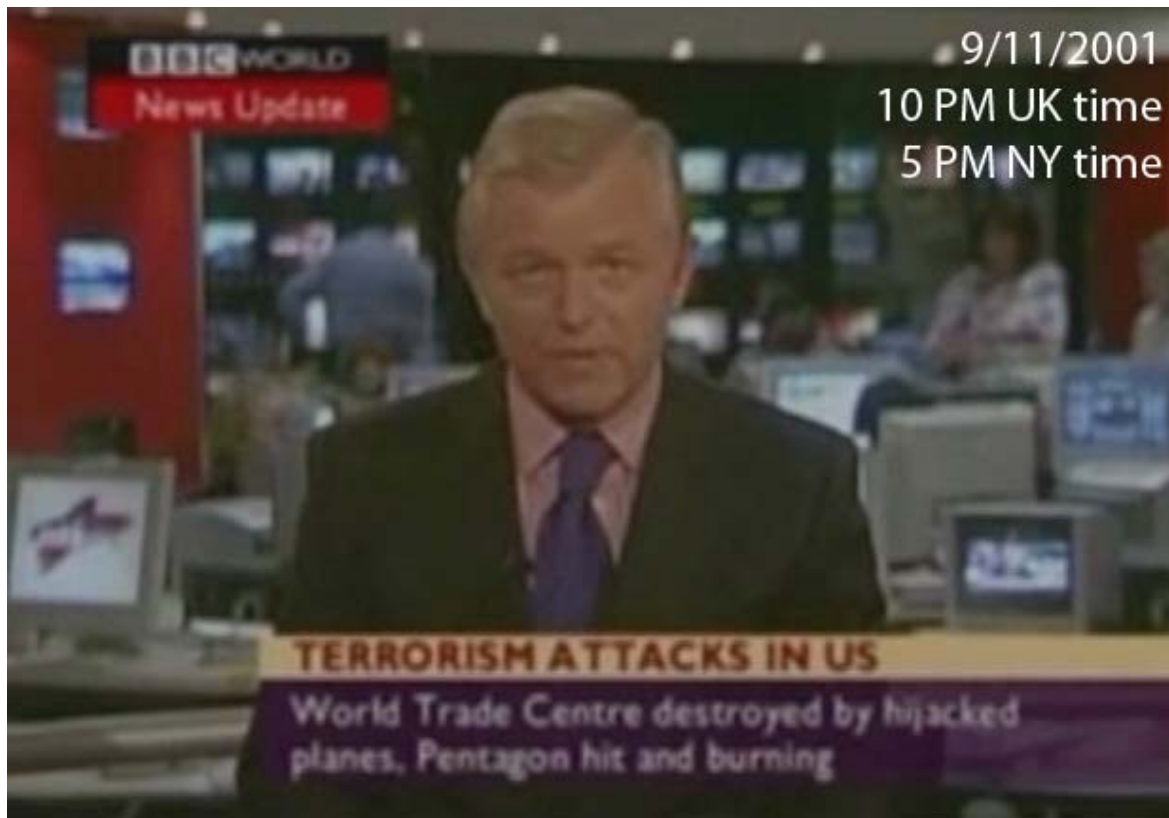 BBC WORLD
News Update
9/11/2001
10 PM UK time
5 PM NY time
TERRORISM ATTACKS IN US
World Trade Centre destroyed by hijacked
planes, Pentagon hit and burning